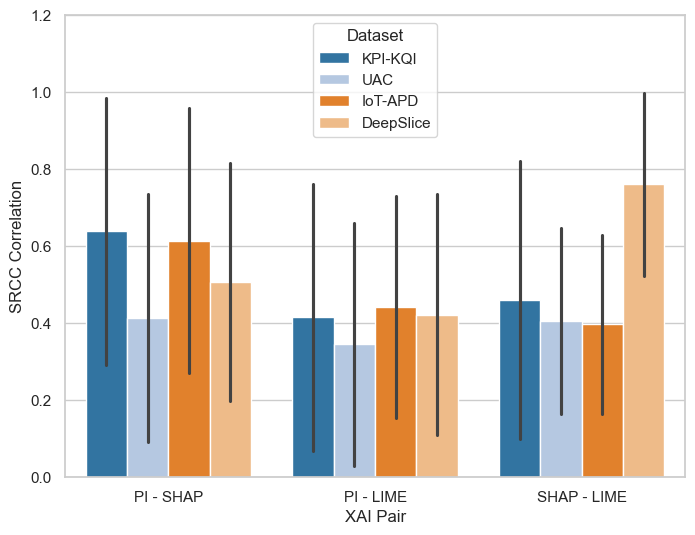 1.2
1.0
0.8
0.6
0.4
0.2
0.0
SRCC Correlation
Dataset
KPI-KQI
UAC
IoT-APD
DeepSlice
PI - SHAP
PI - LIME
SHAP - LIME
XAI Pair